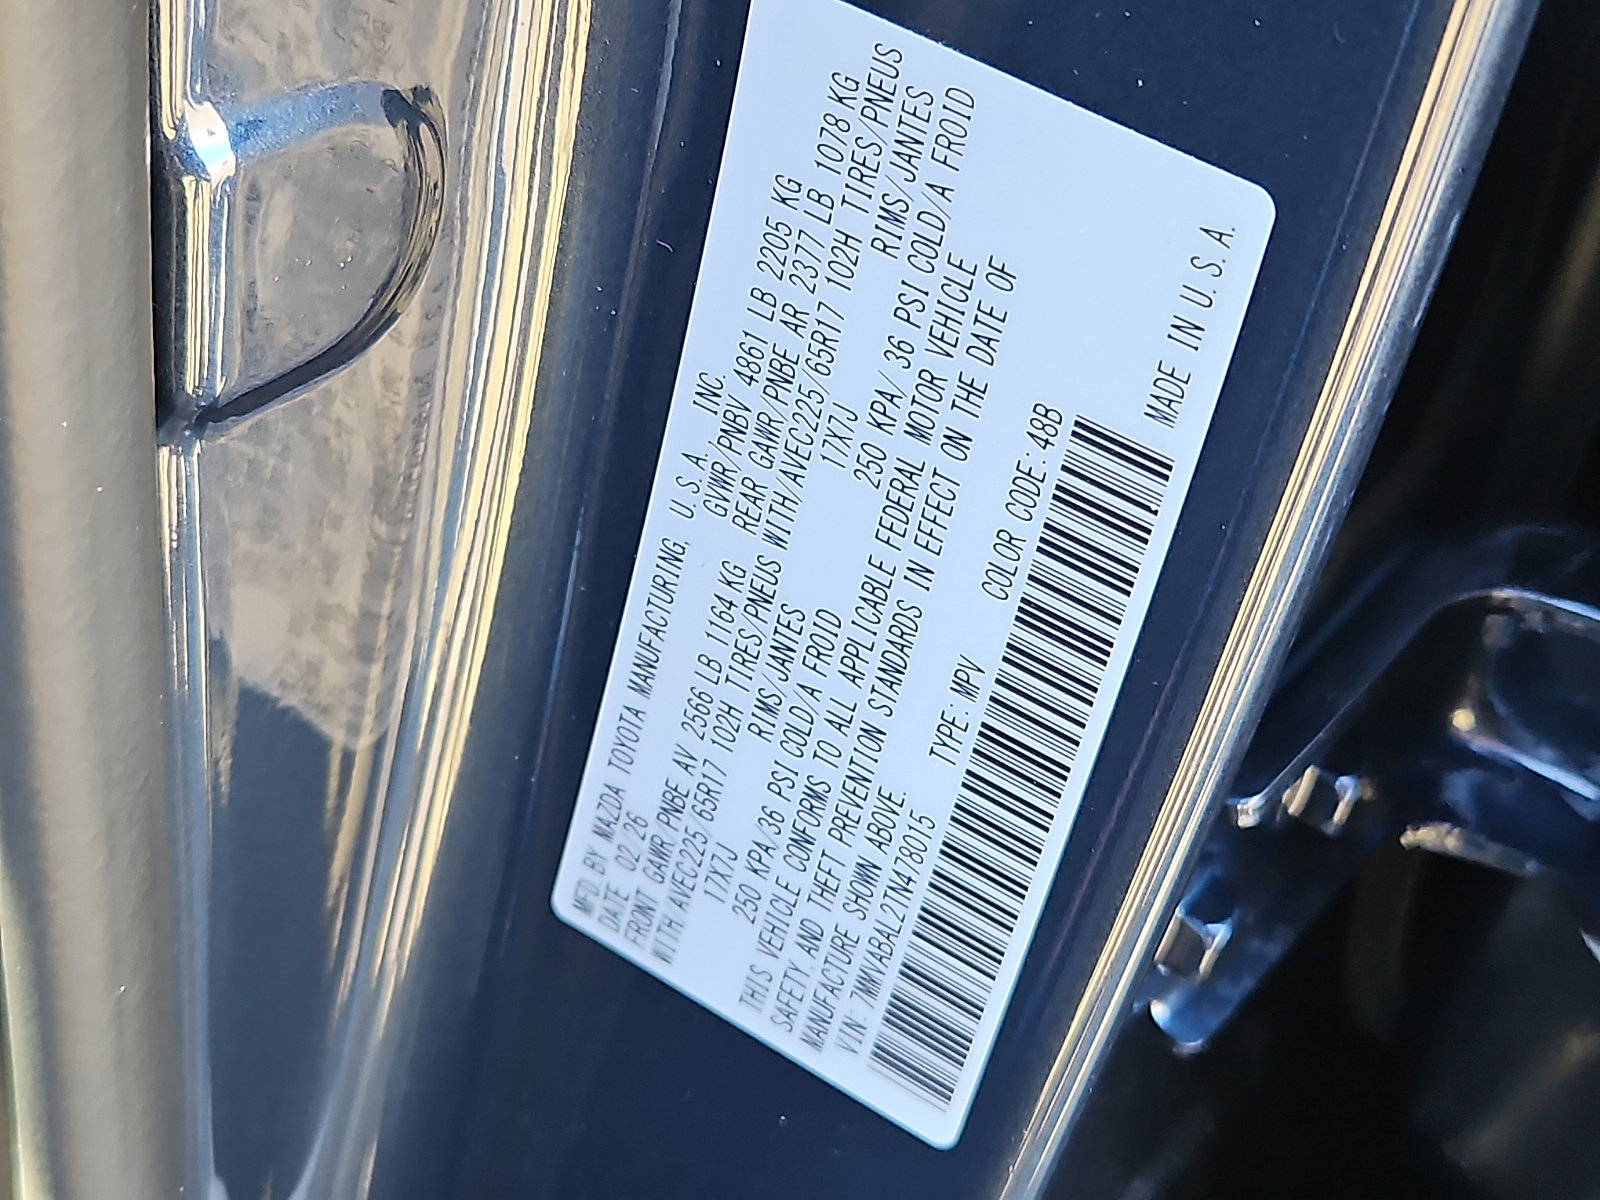 MFD BY MAZDA TOYOTA MANUFACTURING, U.S.A. INC.
DATE 02/26 GVWR/PNBV 4861 LB 2205 KG
FRONT GAWR/PNBE AV 2566 LB 1164 KG REAR GAWR/PNBE AR 2377 LB 1078 KG
WITH/AVEC225/65R17 102H TIRES/PNEUS WITH/AVEC225/65R17 102H TIRES/PNEUS
17X7J RIMS/JANTES 17X7J RIMS/JANTES
250 KPA/36 PSI COLD/A FROID 250 KPA/ 36 PSI COLD/A FROID
THIS VEHICLE CONFORMS TO ALL APPLICABLE FEDERAL MOTOR VEHICLE
SAFETY, AND THEFT PREVENTION STANDARDS IN EFFECT ON THE DATE OF
MANUFACTURE SHOWN ABOVE.
VIN: 7MMVABAL2TN478015 TYPE: MPV COLOR CODE: 48B
MADE IN U.S.A.